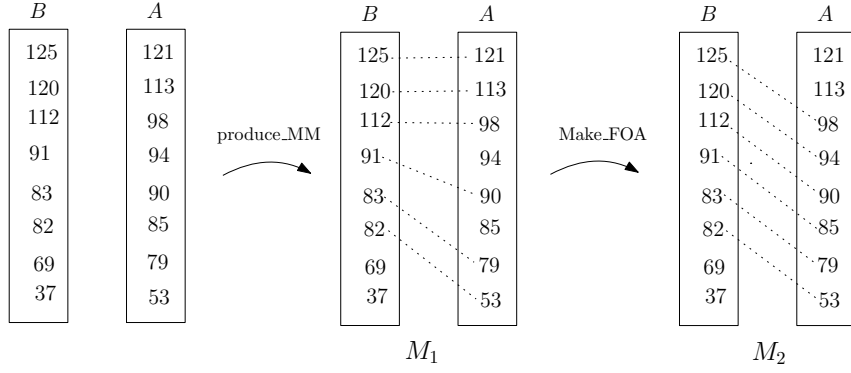 B A B A B A
125 121 125 121 125 121
120 113 120 113 120 113
112 98 112 98 112 98
produce_MM Make_FOA
91 94 91 94 91 94
83 90 83 90 83 90
82 85 82 85 82 85
69 79 69 79 69 79
37 53 37 53 37 53
M1 M2